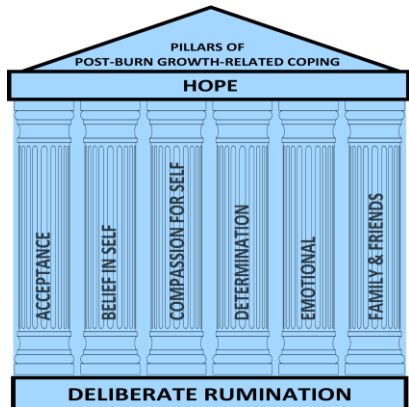 PILLARS OF
POST-BURN GROWTH-RELATED COPING
HOPE
ACCEPTANCE
BELIEF IN SELF
COMPASSION FOR SELF
DETERMINATION
EMOTIONAL
FAMILY & FRIENDS
DELIBERATE RUMINATION